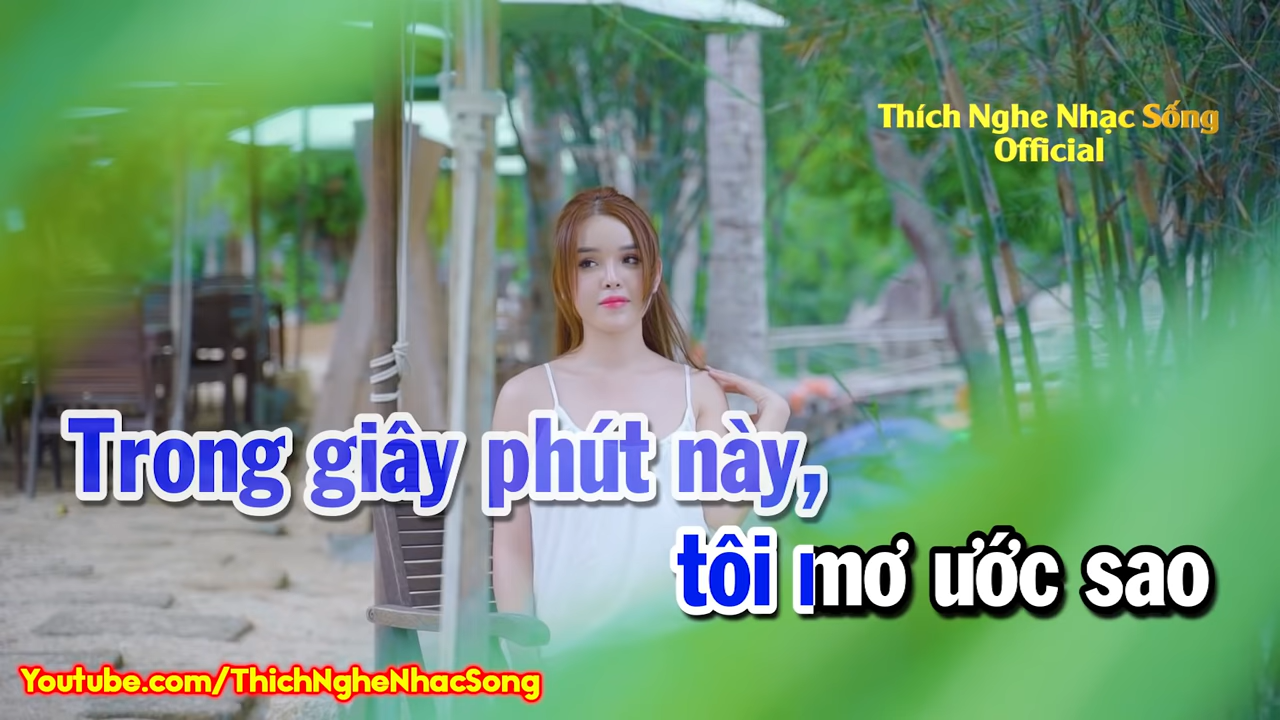 Thích Nghe Nhạc Sống
Official
Trong giây phút này,
tôi mơ ước sao
Youtube.com/ThichNgheNhacSong